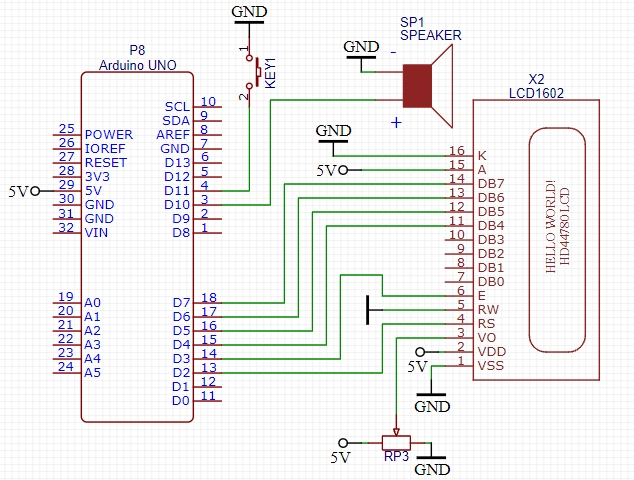 GND
SP1
SPEAKER
P8
Arduino UNO
GND
-
1
KEY1
2
+
X2
LCD1602
SCL 10
SDA 9
25 POWER AREF 8
26 IOREF GND 7
27 RESET D13 6
28 3V3 D12 5
5V 29 5V D11 4
30 GND D10 3
31 GND D9 2
32 VIN D8 1
19 A0 D7 18
20 A1 D6 17
21 A2 D5 16
22 A3 D4 15
23 A4 D3 14
24 A5 D2 13
D1 12
D0 11
GND
16 K
5V 15 A
14 DB7
13 DB6
12 DB5
11 DB4
10 DB3
9 DB2
8 DB1
7 DB0
6 E
5 RW
4 RS
3 VO
2 VDD
5V 1 VSS
HELLO WORLD!
HD44780 LCD
GND
RP3
5V
GND